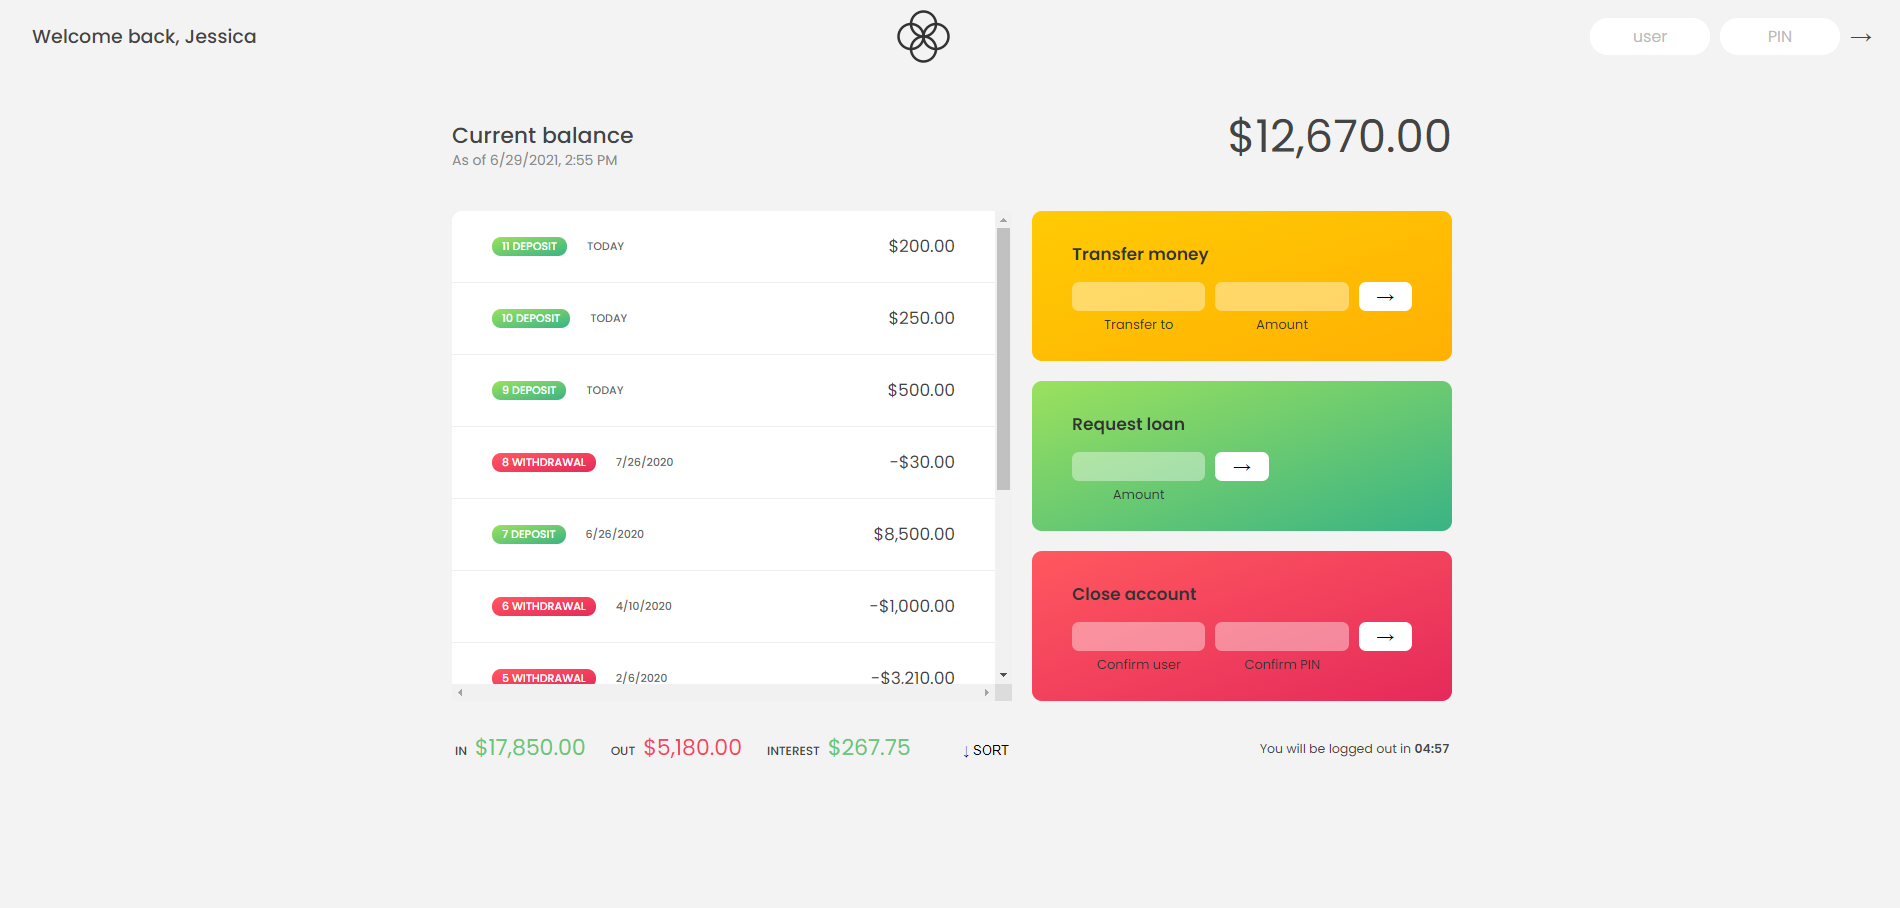 Welcome back, Jessica
user
PIN
→
Current balance
As of 6/29/2021, 2:55 PM
$12,670.00
11 DEPOSIT TODAY $200.00
10 DEPOSIT TODAY $250.00
9 DEPOSIT TODAY $500.00
8 WITHDRAWAL 7/26/2020 -$30.00
7 DEPOSIT 6/26/2020 $8,500.00
6 WITHDRAWAL 4/10/2020 -$1,000.00
5 WITHDRAWAL 2/6/2020 -$3,210.00
Transfer money
→
Transfer to Amount
Request loan
→
Amount
Close account
→
Confirm user Confirm PIN
IN $17,850.00 OUT $5,180.00 INTEREST $267.75 ↓ SORT
You will be logged out in 04:57